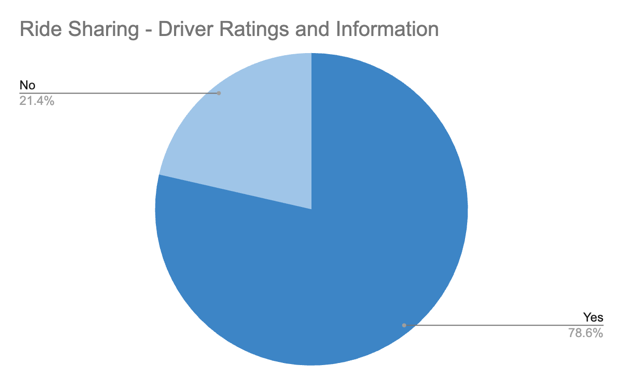 Ride Sharing - Driver Ratings and Information
No
21.4%
Yes
78.6%